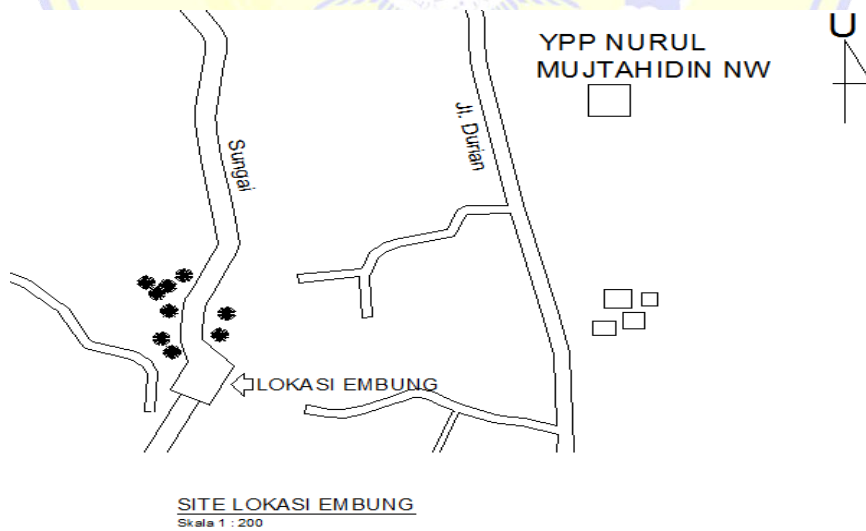 U
YPP NURUL
MUJTAHIDIN NW
Jl. Durian
Sungai
LOKASI EMBUNG
SITE LOKASI EMBUNG
Skala 1 : 200